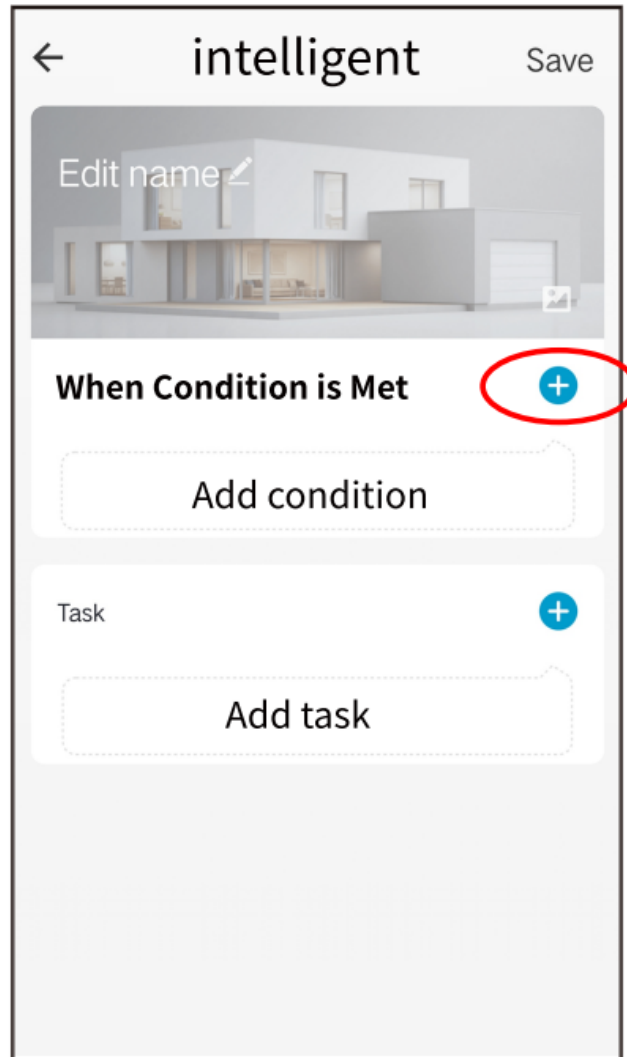 intelligent Save
Edit name
When Condition is Met
Add condition
Task
Add task